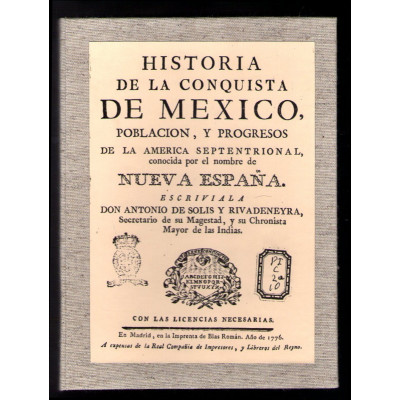 HISTORIA
DE LA CONQUISTA
DE MEXICO,
POBLACION, Y PROGRESOS
DE LA AMERICA SEPTENTRIONAL,
conocida por el nombre de
NUEVA ESPAÑA.
ESCRIVIALA
DON ANTONIO DE SOLIS Y RIVADENEYRA,
Secretario de su Magestad, y su Chronista
Mayor de las Indias.
ABCDEFGHI
KLMNOPQR
STVUXYZ
CON LAS LICENCIAS NECESARIAS.
En Madrid, en la Imprenta de Blas Román. Año de 1776.
A expensas de la Real Compañia de Impresores, y Libreros del Reyno.